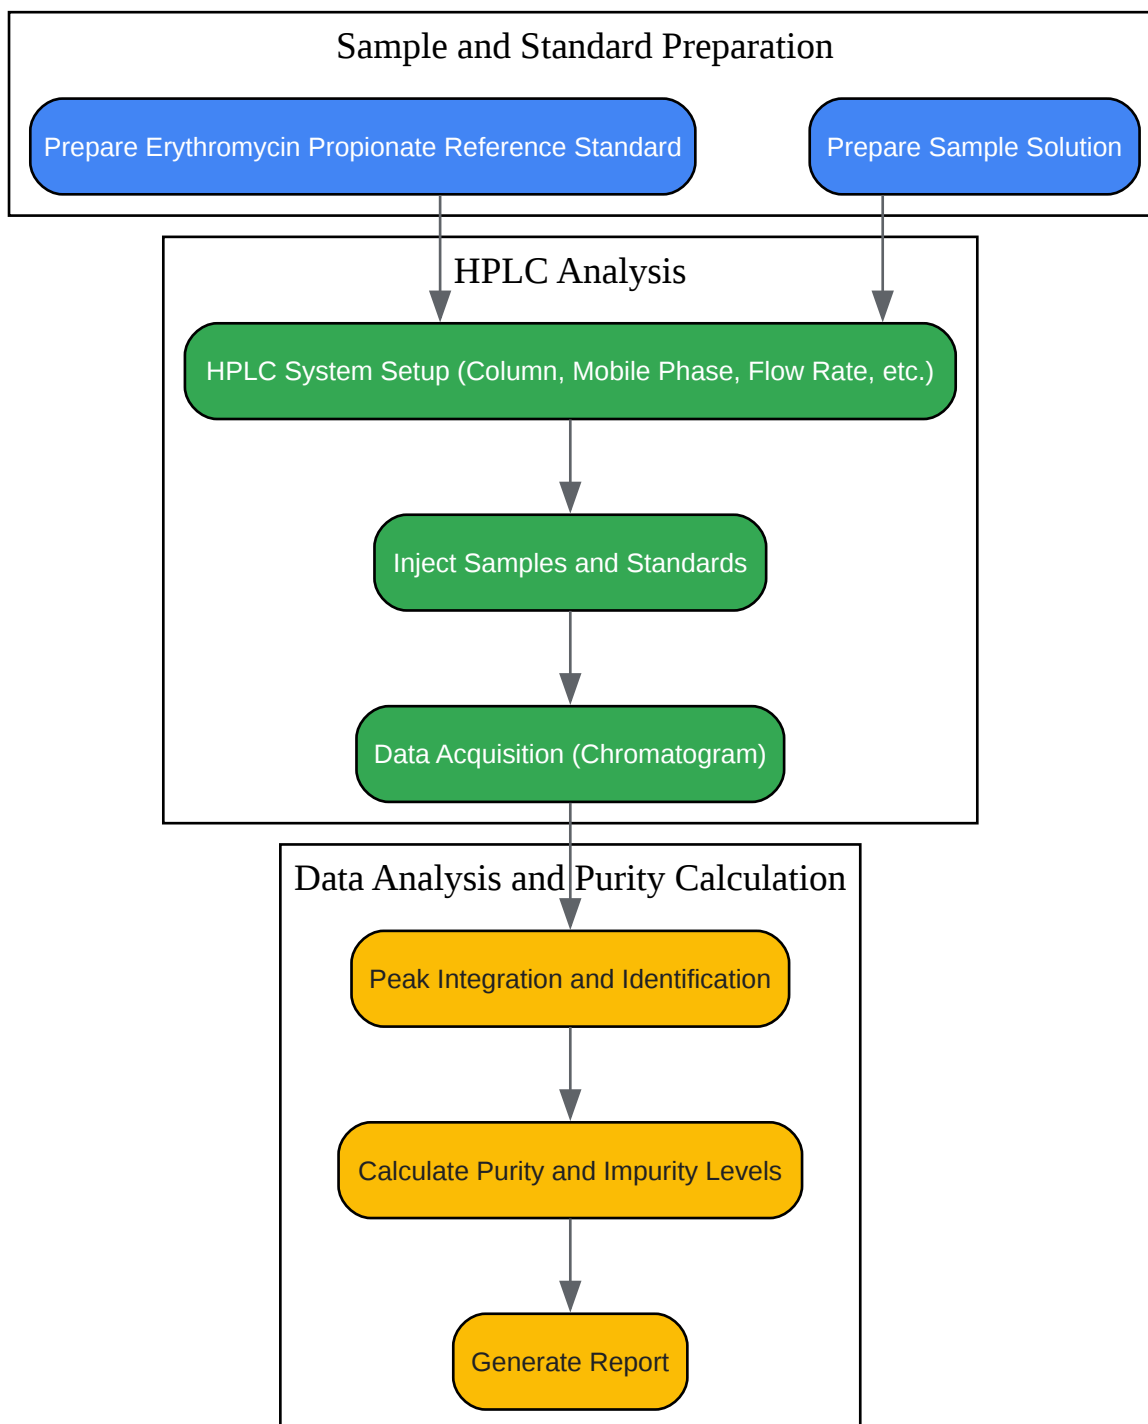 Sample and Standard Preparation
Prepare Erythromycin Propionate Reference Standard
Prepare Sample Solution
HPLC Analysis
HPLC System Setup (Column, Mobile Phase, Flow Rate, etc.)
Inject Samples and Standards
Data Acquisition (Chromatogram)
Data Analysis and Purity Calculation
Peak Integration and Identification
Calculate Purity and Impurity Levels
Generate Report